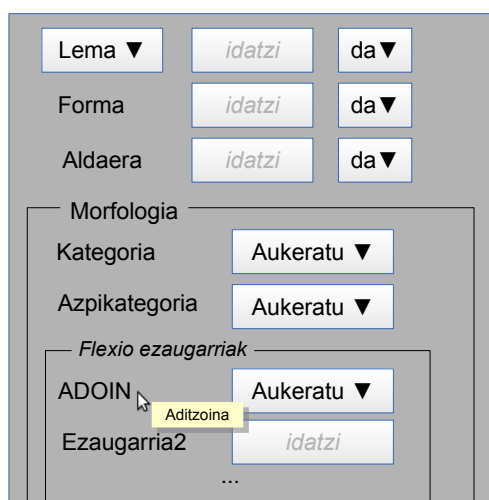 Lema ▼ idatzi da▼
Forma idatzi da▼
Aldaera idatzi da▼
Morfologia
Kategoria Aukeratu ▼
Azpikategoria Aukeratu ▼
Flexio ezaugarriak
ADOIN Aukeratu ▼
Aditzoina
Ezaugarria2 idatzi
...